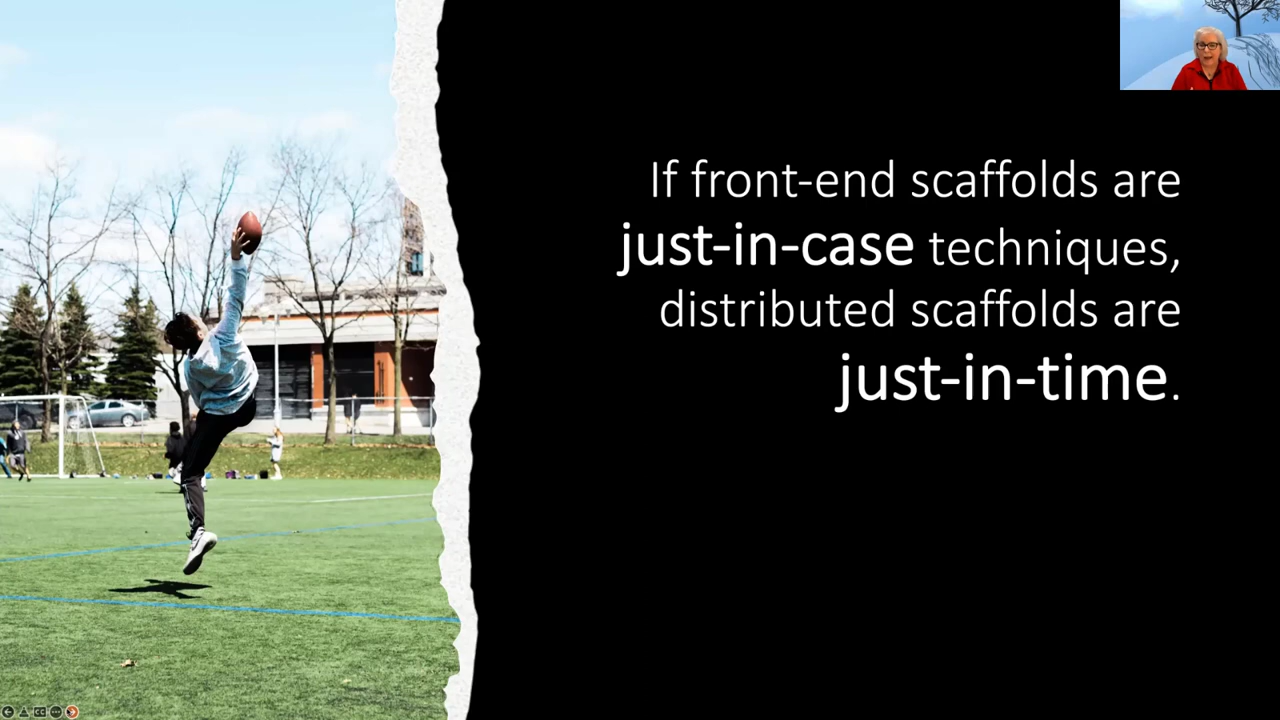 If front-end scaffolds are
just-in-case techniques,
distributed scaffolds are
just-in-time.